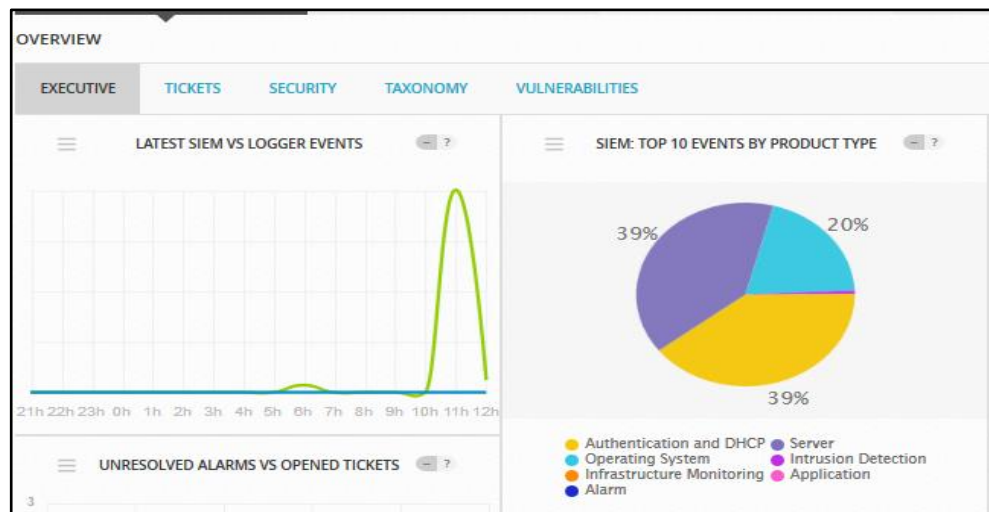 OVERVIEW
EXECUTIVE TICKETS SECURITY TAXONOMY VULNERABILITIES
LATEST SIEM VS LOGGER EVENTS − ?
21h 22h 23h 0h 1h 2h 3h 4h 5h 6h 7h 8h 9h 10h 11h 12h
SIEM: TOP 10 EVENTS BY PRODUCT TYPE − ?
39%
20%
39%
Authentication and DHCP Server
Operating System Intrusion Detection
Infrastructure Monitoring Application
Alarm
UNRESOLVED ALARMS VS OPENED TICKETS − ?
3